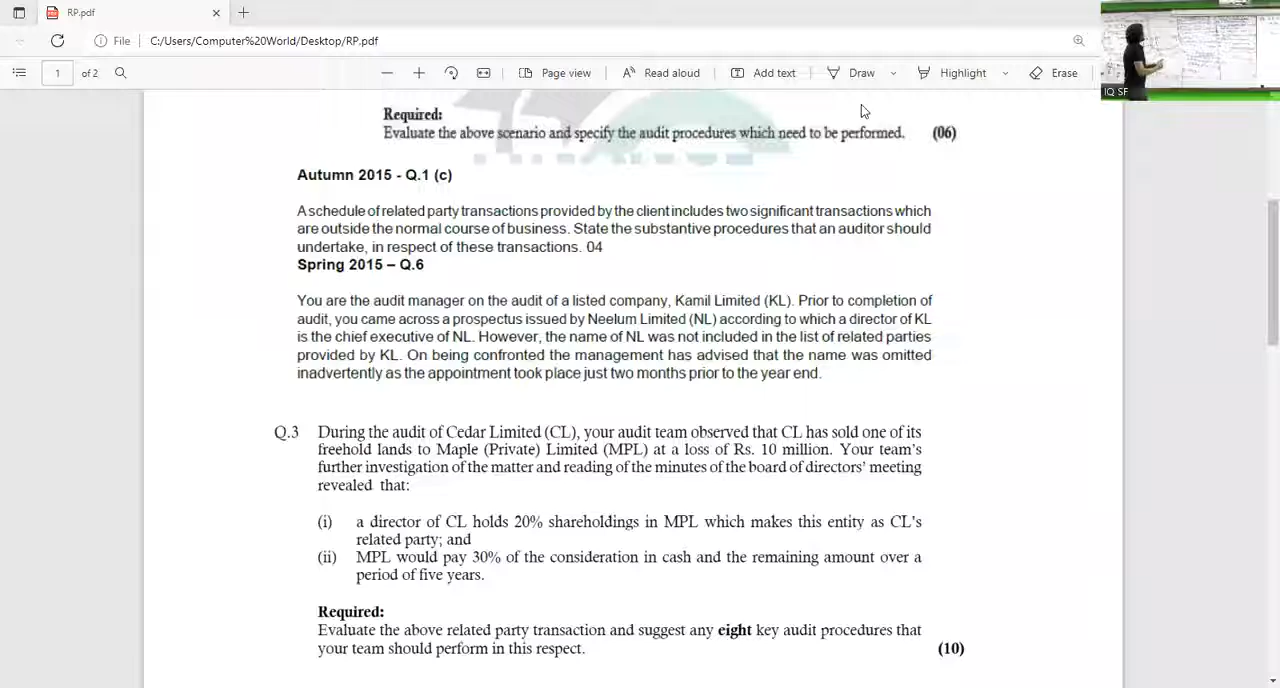 RP.pdf
File
C:/Users/Computer%20World/Desktop/RP.pdf
IQ SF
1 of 2
Page view
Read aloud
Add text
Draw
Highlight
Erase
Required:
Evaluate the above scenario and specify the audit procedures which need to be performed. (06)
Autumn 2015 - Q.1 (c)
A schedule of related party transactions provided by the client includes two significant transactions which
are outside the normal course of business. State the substantive procedures that an auditor should
undertake, in respect of these transactions. 04
Spring 2015 – Q.6
You are the audit manager on the audit of a listed company, Kamil Limited (KL). Prior to completion of
audit, you came across a prospectus issued by Neelum Limited (NL) according to which a director of KL
is the chief executive of NL. However, the name of NL was not included in the list of related parties
provided by KL. On being confronted the management has advised that the name was omitted
inadvertently as the appointment took place just two months prior to the year end.
Q.3 During the audit of Cedar Limited (CL), your audit team observed that CL has sold one of its
freehold lands to Maple (Private) Limited (MPL) at a loss of Rs. 10 million. Your team's
further investigation of the matter and reading of the minutes of the board of directors' meeting
revealed that:
(i) a director of CL holds 20% shareholdings in MPL which makes this entity as CL's
related party; and
(ii) MPL would pay 30% of the consideration in cash and the remaining amount over a
period of five years.
Required:
Evaluate the above related party transaction and suggest any eight key audit procedures that
your team should perform in this respect. (10)